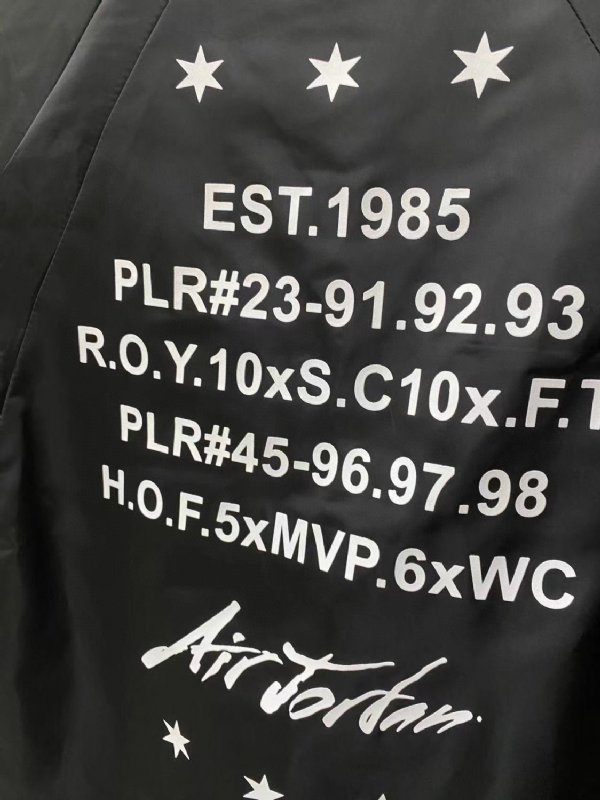 EST.1985
PLR#23-91.92.93
R.O.Y.10xS.C10x.F.T
PLR#45-96.97.98
H.O.F.5xMVP.6xWC
Air Jordan